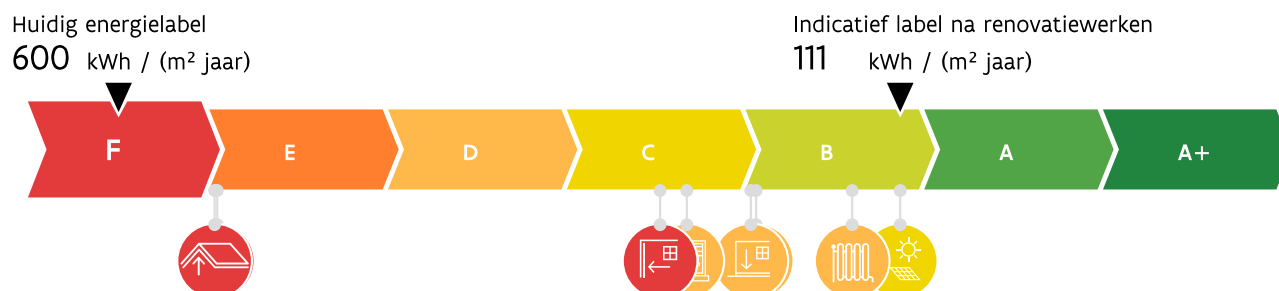 Huidig energielabel
600 kWh / (m² jaar)
Indicatief label na renovatiewerken
111 kWh / (m² jaar)
F E D C B A A+